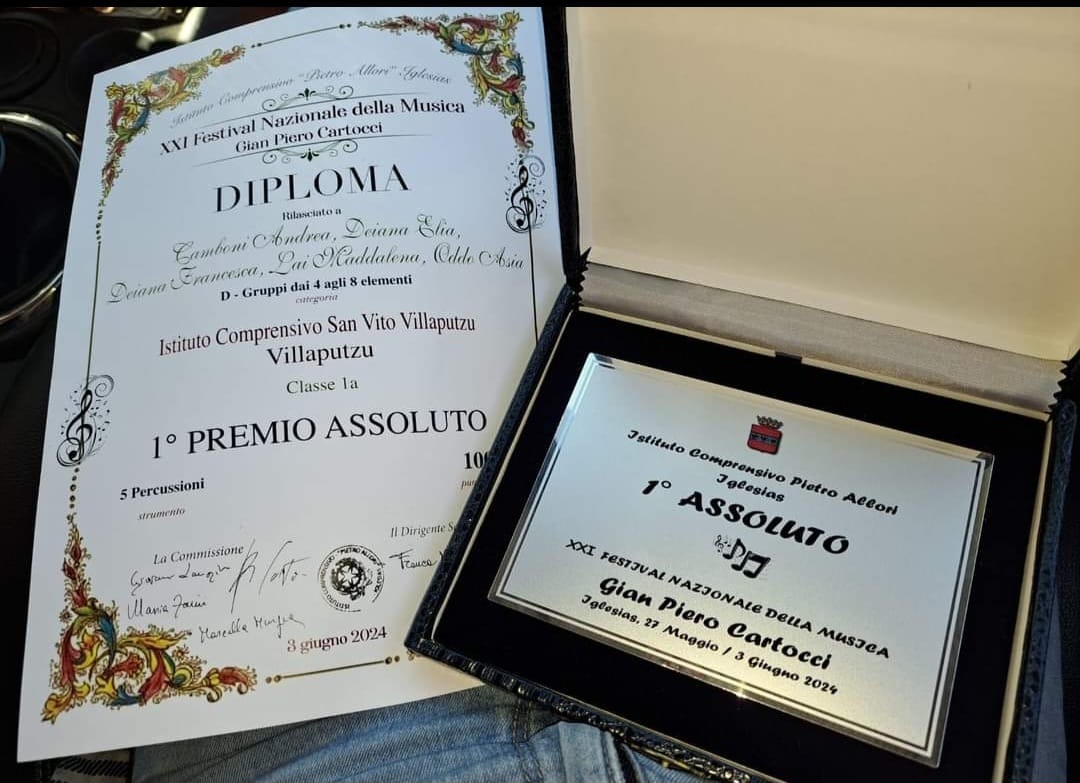 Istituto Comprensivo "Pietro Allori" Iglesias
XXI Festival Nazionale della Musica
Gian Piero Cartocci
DIPLOMA
Rilasciato a
Camboni Andrea, Deiana Elia,
Deiana Francesca, Lai Maddalena, Oddo Asia
D - Gruppi dai 4 agli 8 elementi
categoria
Istituto Comprensivo San Vito Villaputzu
Villaputzu
Classe 1a
1° PREMIO ASSOLUTO
5 Percussioni
strumento
La Commissione
Il Dirigente
3 giugno 2024
Istituto Comprensivo Pietro Allori
Iglesias
1° ASSOLUTO
XXI FESTIVAL NAZIONALE DELLA MUSICA
Gian Piero Cartocci
Iglesias, 27 Maggio / 3 Giugno 2024